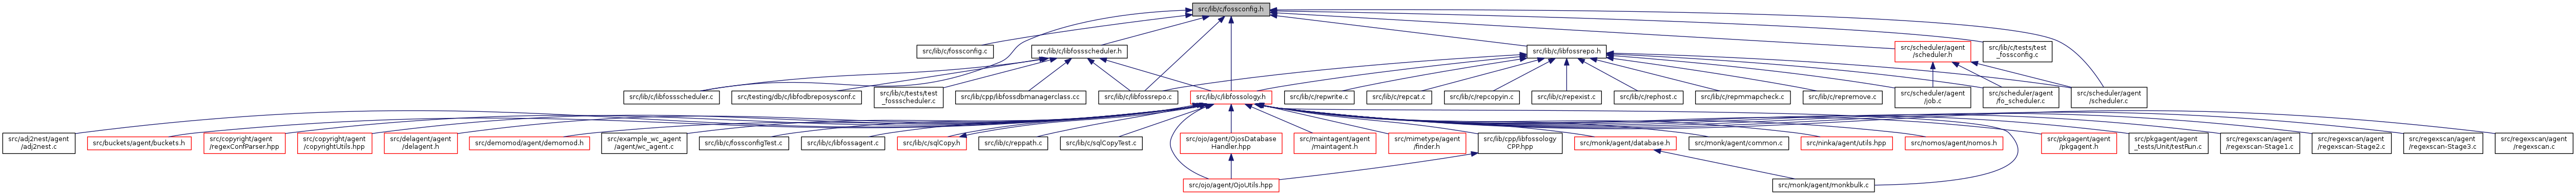 src/lib/c/fossconfig.h
src/lib/c/fossconfig.c
src/lib/c/libfossscheduler.h
src/lib/c/libfossrepo.h
src/scheduler/agent
/scheduler.h
src/lib/c/tests/test
_fossconfig.c
src/lib/c/libfossscheduler.c
src/testing/db/c/libfodbreposysconf.c
src/lib/c/tests/test
_fossscheduler.c
src/lib/cpp/libfossdbmanagerclass.cc
src/lib/c/libfossrepo.c
src/lib/c/libfossology.h
src/lib/c/repwrite.c
src/lib/c/repcat.c
src/lib/c/repcopyin.c
src/lib/c/repexist.c
src/lib/c/rephost.c
src/lib/c/repmmapcheck.c
src/lib/c/repremove.c
src/scheduler/agent
/job.c
src/scheduler/agent
/fo_scheduler.c
src/scheduler/agent
/scheduler.c
src/adj2nest/agent
/adj2nest.c
src/buckets/agent/buckets.h
src/copyright/agent
/regexConfParser.hpp
src/copyright/agent
/copyrightUtils.hpp
src/delagent/agent
/delagent.h
src/demomod/agent/demomod.h
src/example_wc_agent
/agent/wc_agent.c
src/lib/c/fossconfigTest.c
src/lib/c/libfossagent.c
src/lib/c/sqlCopy.h
src/lib/c/reppath.c
src/lib/c/sqlCopyTest.c
src/ojo/agent/OjosDatabase
Handler.hpp
src/maintagent/agent
/maintagent.h
src/mimetype/agent
/finder.h
src/lib/cpp/libfossology
CPP.hpp
src/monk/agent/database.h
src/monk/agent/common.c
src/ninka/agent/utils.hpp
src/nomos/agent/nomos.h
src/pkgagent/agent
/pkgagent.h
src/pkgagent/agent
_tests/Unit/testRun.c
src/regexscan/agent
/regexscan-Stage1.c
src/regexscan/agent
/regexscan-Stage2.c
src/regexscan/agent
/regexscan-Stage3.c
src/regexscan/agent
/regexscan.c
src/ojo/agent/OjoUtils.hpp
src/monk/agent/monkbulk.c